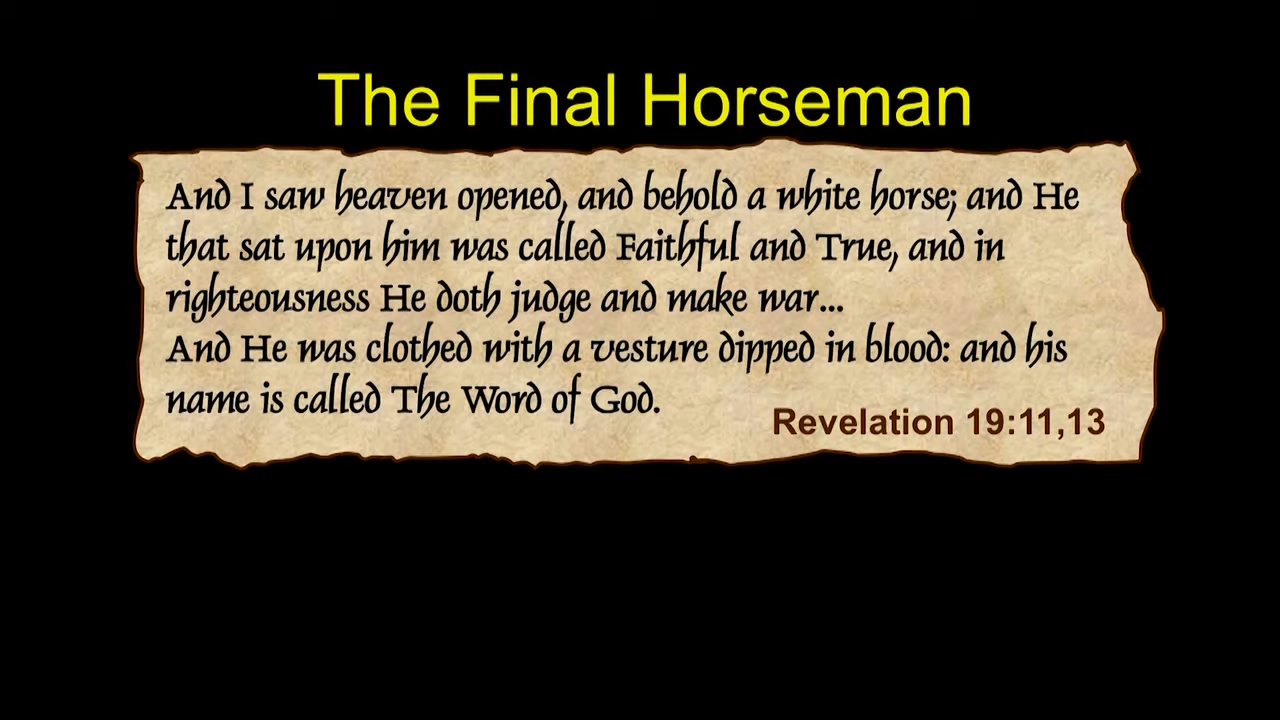 The Final Horseman
And I saw heaven opened, and behold a white horse; and He
that sat upon him was called Faithful and True, and in
righteousness He doth judge and make war...
And He was clothed with a vesture dipped in blood: and his
name is called The Word of God.
Revelation 19:11,13